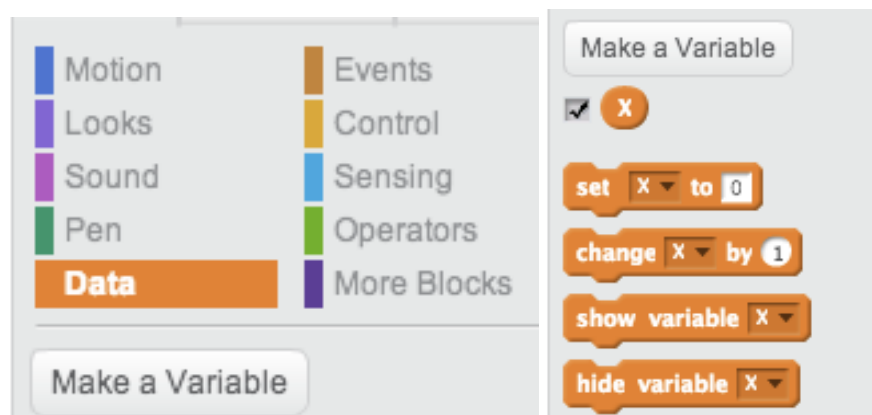 Motion
Events
Looks
Control
Sound
Sensing
Pen
Operators
Data
More Blocks
Make a Variable
Make a Variable
X
set X to 0
change X by 1
show variable X
hide variable X